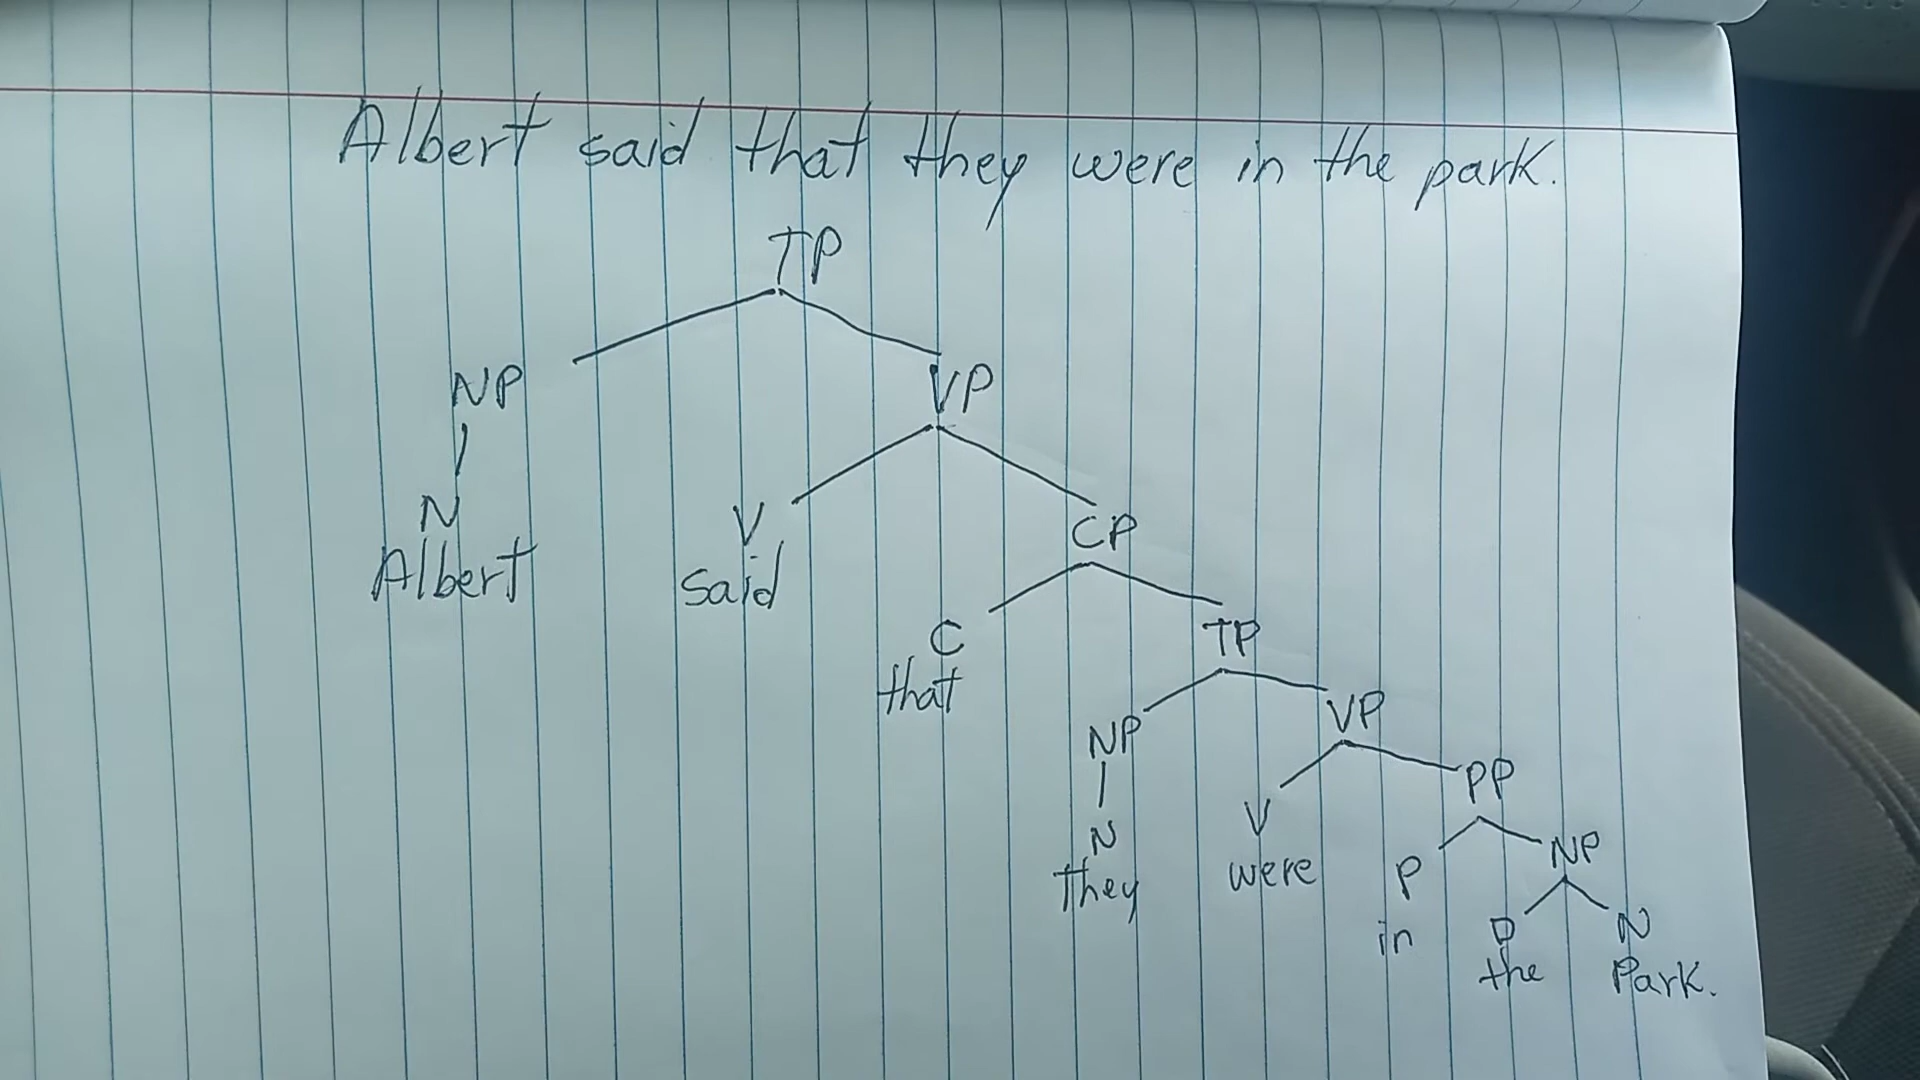 Albert said that they were in the park.
TP
NP VP
N V CP
Albert said
C TP
that
NP VP
N V PP
they were P NP
in D N
the Park.